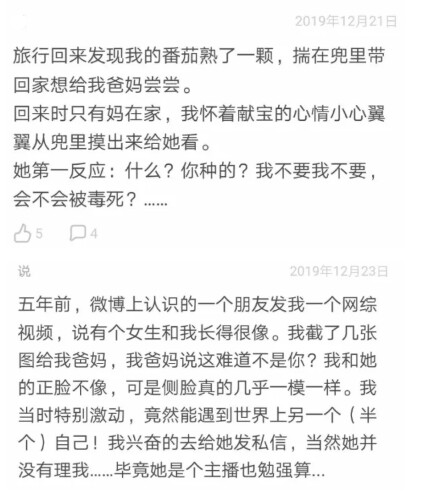 2019年12月21日
旅行回来发现我的番茄熟了一颗，揣在兜里带
回家想给我爸妈尝尝。
回来时只有妈在家，我怀着献宝的心情小心翼
翼从兜里摸出来给她看。
她第一反应：什么？你种的？我不要我不要，
会不会被毒死？……
5 4
说 2019年12月23日
五年前，微博上认识的一个朋友发我一个网综
视频，说有个女生和我长得很像。我截了几张
图给我爸妈，我爸妈说这难道不是你？我和她
的正脸不像，可是侧脸真的几乎一模一样。我
当时特别激动，竟然能遇到世界上另一个（半
个）自己！我兴奋的去给她发私信，当然她并
没有理我……毕竟她是个主播也勉强算...